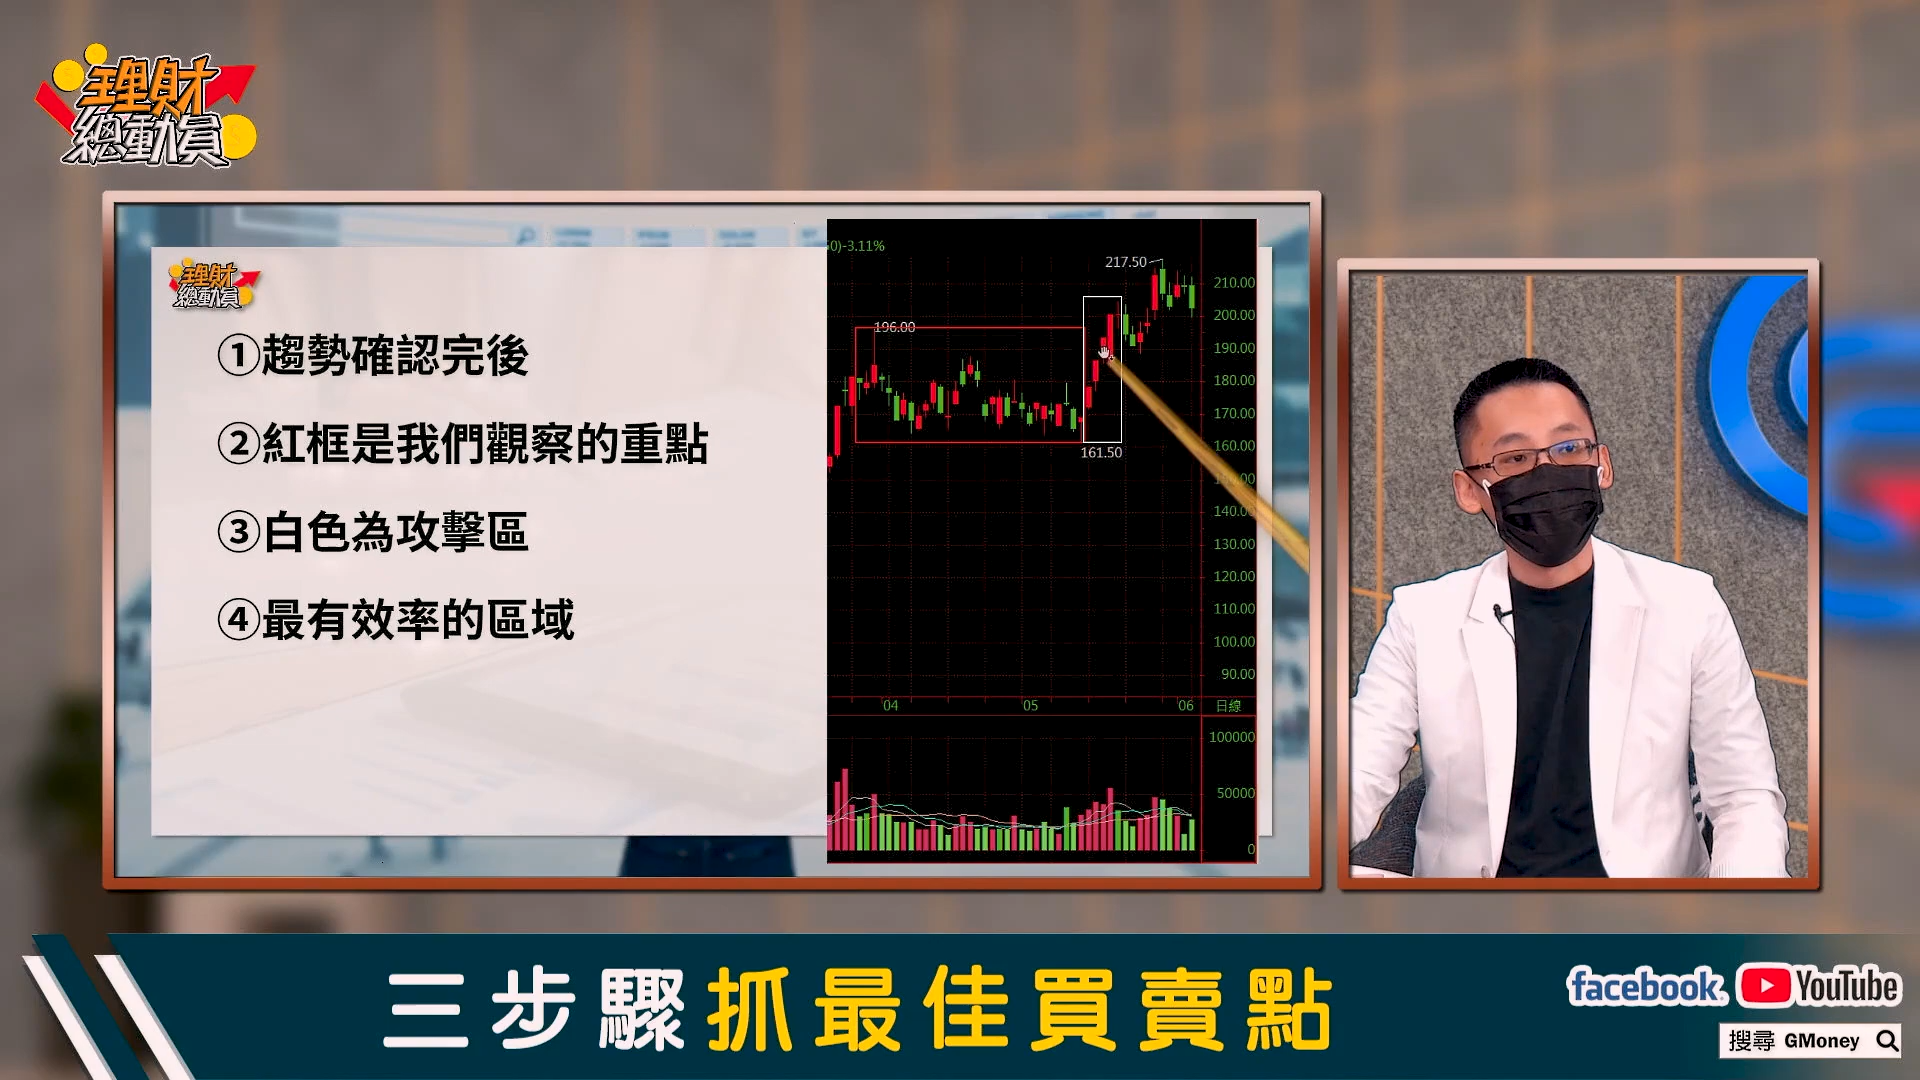 理財
總動員
理財
總動員
①趨勢確認完後
②紅框是我們觀察的重點
③白色為攻擊區
④最有效率的區域
50)-3.11%
217.50
196.00
161.50
210.00
200.00
190.00
180.00
170.00
160.00
140.00
130.00
120.00
110.00
100.00
90.00
04 05 06 日線
100000
50000
0
三步驟抓最佳買賣點
facebook. YouTube
搜尋 GMoney